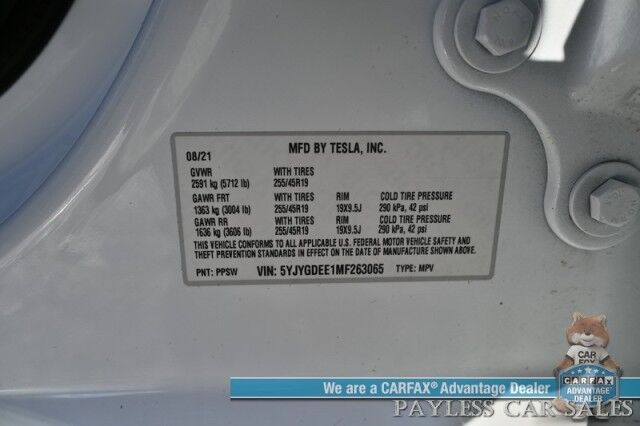 08/21 MFD BY TESLA, INC.
GVWR WITH TIRES
2591 kg (5712 lb) 255/45R19
GAWR FRT WITH TIRES RIM COLD TIRE PRESSURE
1363 kg (3004 lb) 255/45R19 19X9.5J 290 kPa, 42 psi
GAWR RR WITH TIRES RIM COLD TIRE PRESSURE
1636 kg (3606 lb) 255/45R19 19X9.5J 290 kPa, 42 psi
THIS VEHICLE CONFORMS TO ALL APPLICABLE U.S. FEDERAL MOTOR VEHICLE SAFETY AND
THEFT PREVENTION STANDARDS IN EFFECT ON THE DATE OF MANUFACTURE SHOWN ABOVE.
PNT: PPSW VIN: 5YJYGDEE1MF263065 TYPE: MPV
We are a CARFAX® Advantage Dealer
CAR
FOX
CARFAX
ADVANTAGE
DEALER
PAYLESS CAR SALES